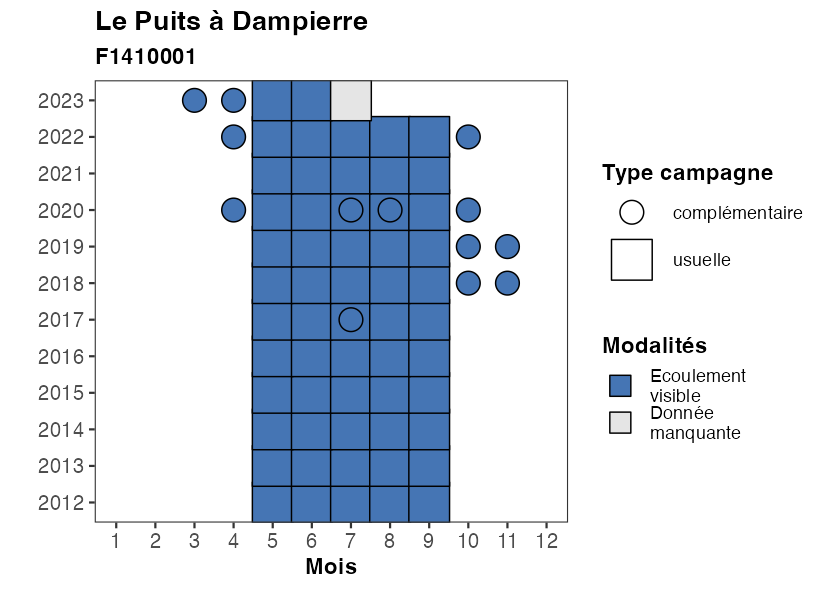 Le Puits à Dampierre
F1410001
2023
2022
2021
2020
2019
2018
2017
2016
2015
2014
2013
2012
1 2 3 4 5 6 7 8 9 10 11 12
Mois
Type campagne
complémentaire
usuelle
Modalités
Ecoulement
visible
Donnée
manquante